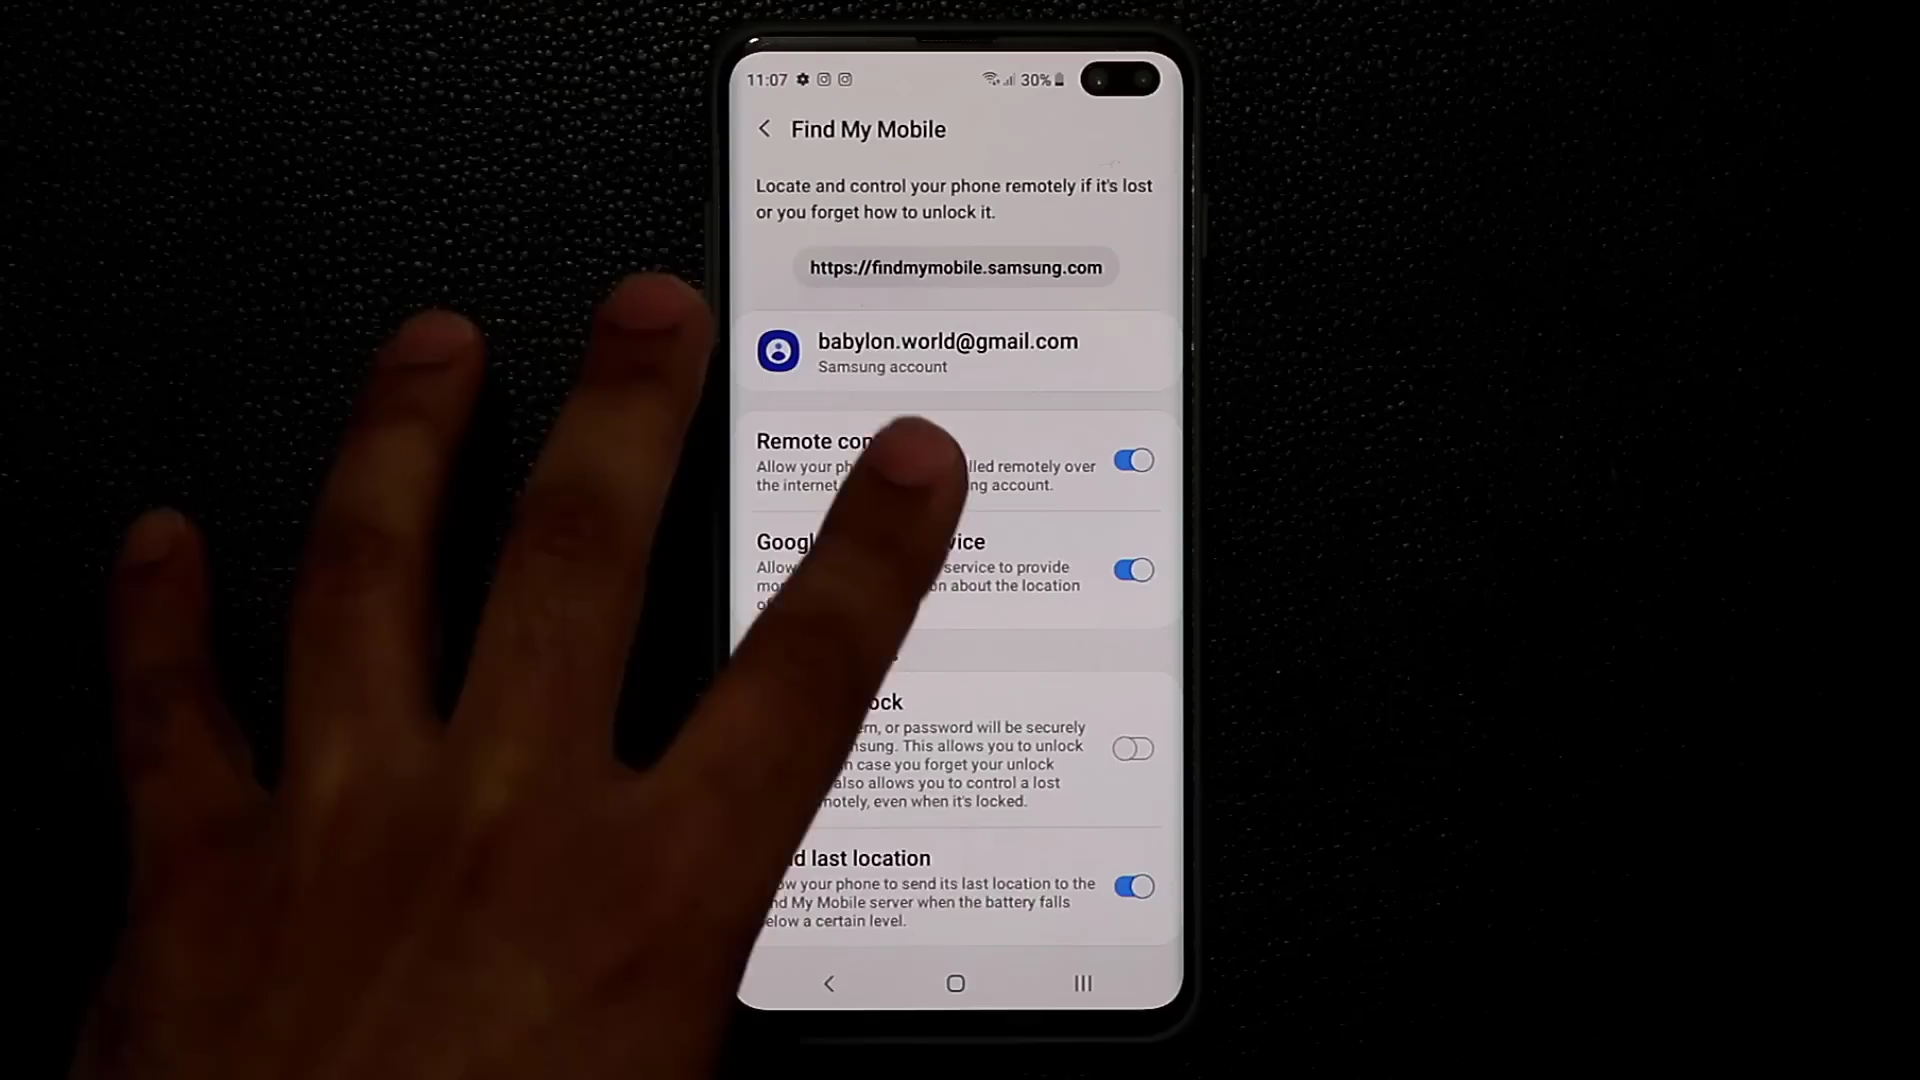 11:07 30%
Find My Mobile
Locate and control your phone remotely if it's lost
or you forget how to unlock it.
https://findmymobile.samsung.com
babylon.world@gmail.com
Samsung account
Remote
Allow your lled remotely over
the internet ng account.
vice
Allow service to provide
on about the location
ock
ern, or password will be securely
nsung. This allows you to unlock
n case you forget your unlock
also allows you to control a lost
motely, even when it's locked.
d last location
ow your phone to send its last location to the
nd My Mobile server when the battery falls
elow a certain level.